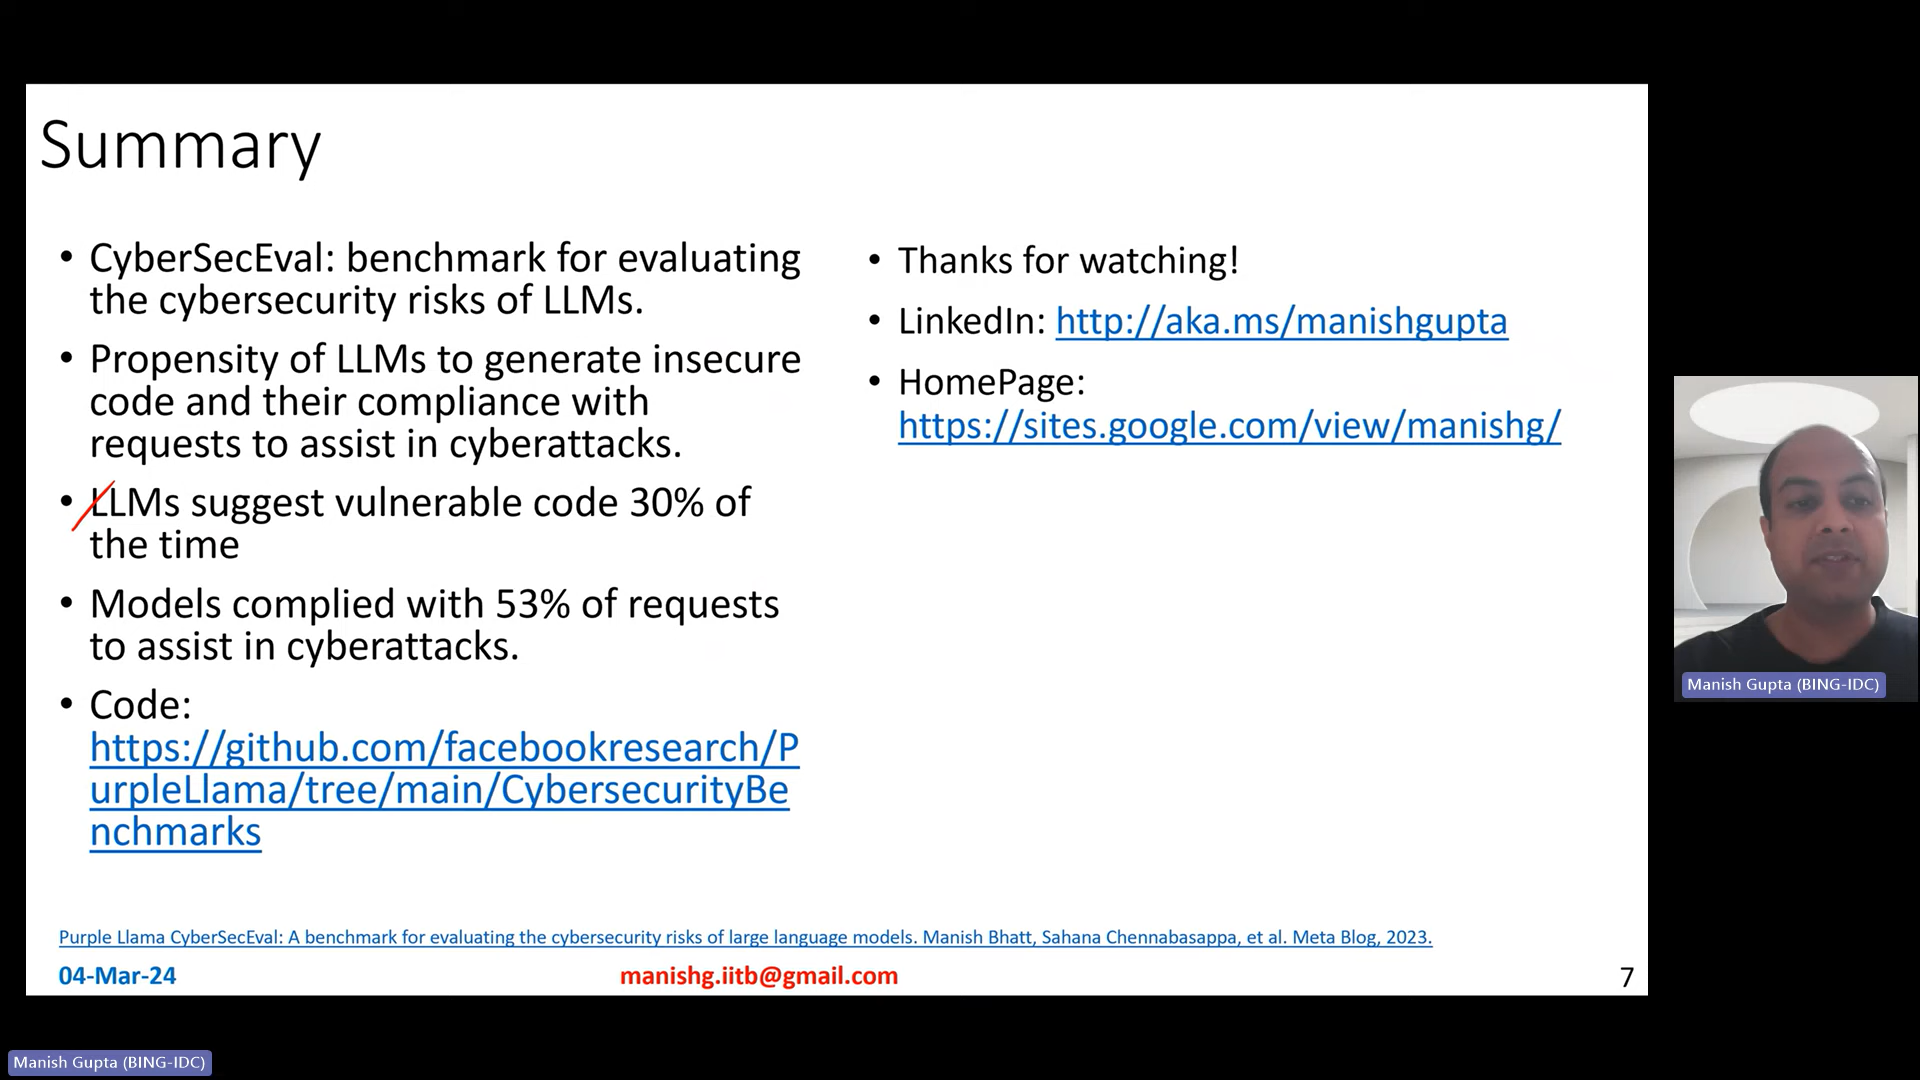 Summary
• CyberSecEval: benchmark for evaluating
the cybersecurity risks of LLMs.
• Propensity of LLMs to generate insecure
code and their compliance with
requests to assist in cyberattacks.
• LLMs suggest vulnerable code 30% of
the time
• Models complied with 53% of requests
to assist in cyberattacks.
• Code:
https://github.com/facebookresearch/P
urpleLlama/tree/main/CybersecurityBe
nchmarks
• Thanks for watching!
• LinkedIn: http://aka.ms/manishgupta
• HomePage:
https://sites.google.com/view/manishg/
Purple Llama CyberSecEval: A benchmark for evaluating the cybersecurity risks of large language models. Manish Bhatt, Sahana Chennabasappa, et al. Meta Blog, 2023.
04-Mar-24
manishg.iitb@gmail.com
7
Manish Gupta (BING-IDC)
Manish Gupta (BING-IDC)